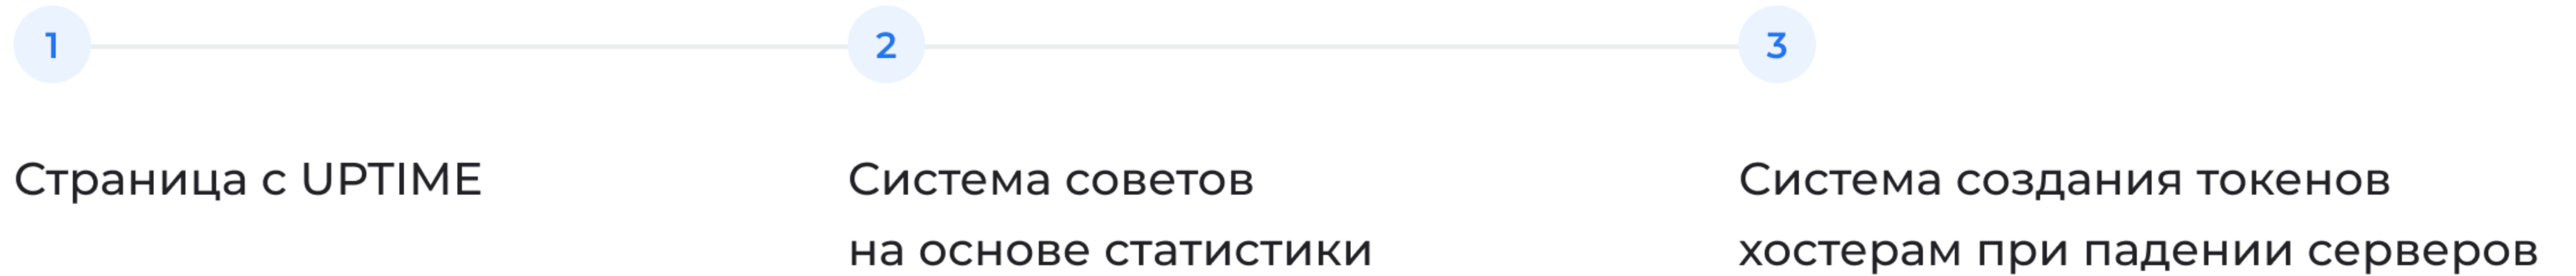 1
2
3
Страница с UPTIME
Система советов
на основе статистики
Система создания токенов
хостерам при падении серверов